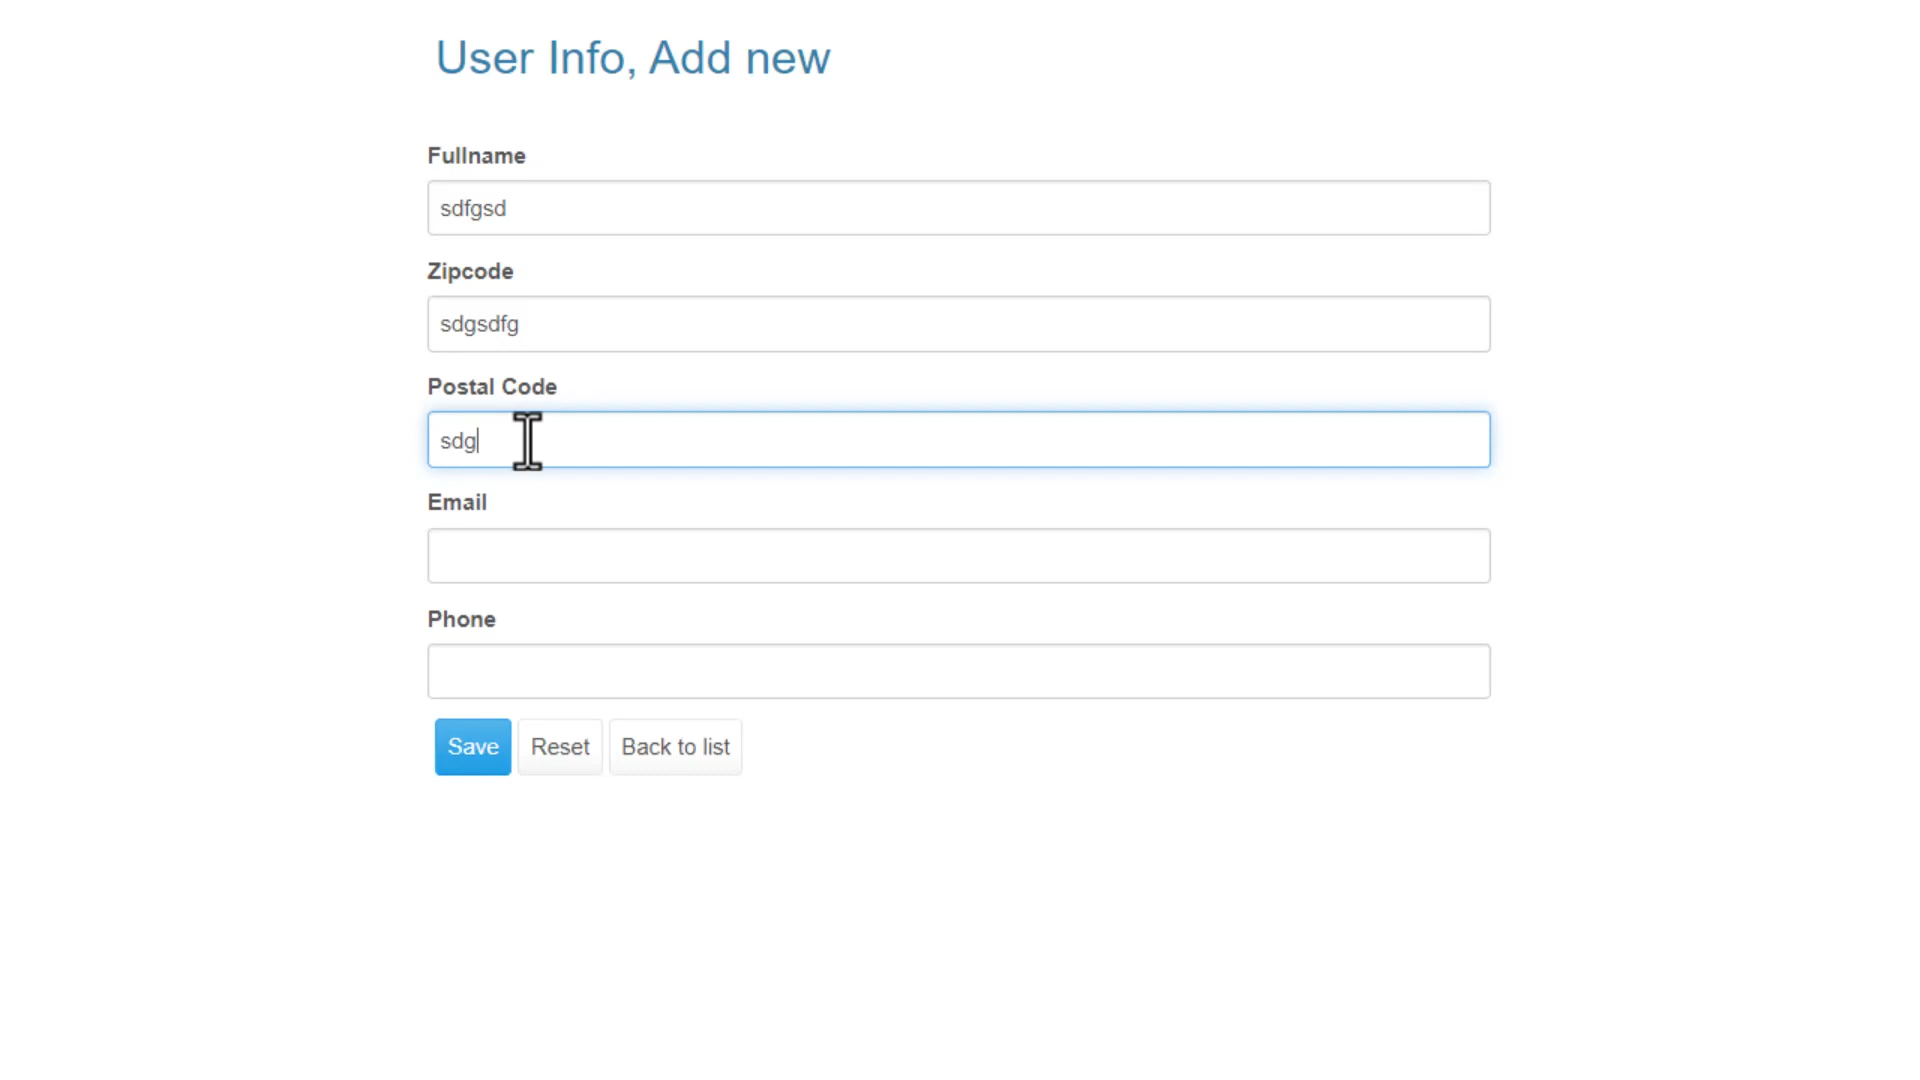 User Info, Add new
Fullname
sdfgsd
Zipcode
sdgsdfg
Postal Code
sdg
Email
Phone
Save Reset Back to list